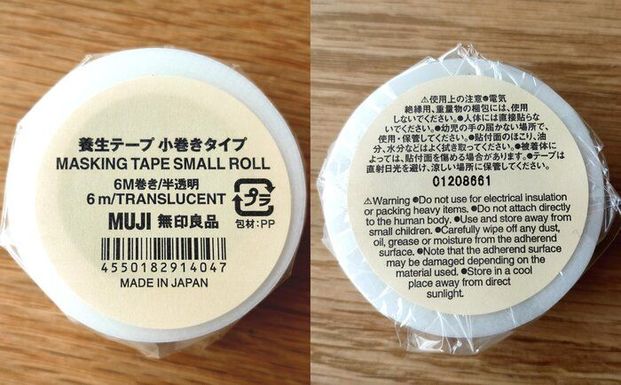 養生テープ 小巻きタイプ
MASKING TAPE SMALL ROLL
6M巻き/半透明
6m/TRANSLUCENT
MUJI 無印良品
プラ
包材:PP
4550182914047
MADE IN JAPAN
⚠使用上の注意●電気
絶縁用、重量物の梱包には、使用
しないでください。●人体には直接貼らな
いでください。●幼児の手の届かない場所で、
使用・保管してください。●貼付面のほこり、油
分、水分などはよく拭き取ってください。●被着体に
よっては、貼付面を傷める場合があります。●テープは
直射日光を避け、涼しい場所に保管してください。
01208661
⚠Warning ●Do not use for electrical insulation
or packing heavy items. ●Do not attach directly
to the human body. ●Use and store away from
small children. ●Carefully wipe off any dust,
oil, grease or moisture from the adherend
surface. ●Note that the adherend surface
may be damaged depending on the
material used. ●Store in a cool
place away from direct
sunlight.